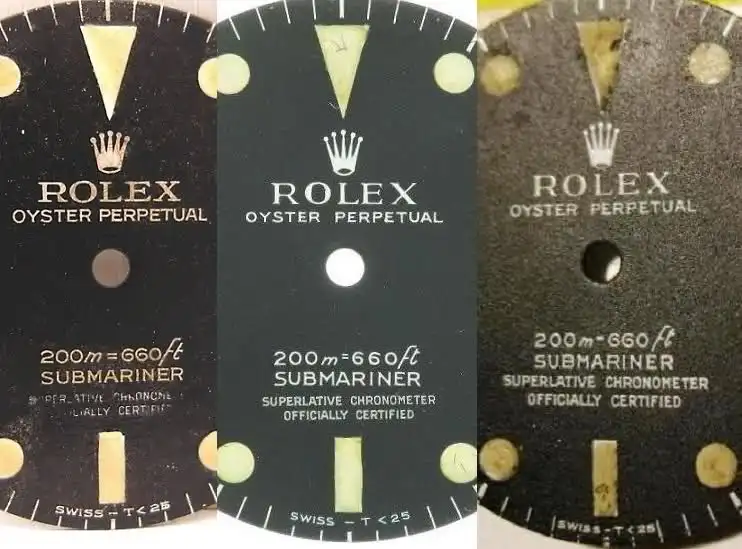 ROLEX
OYSTER PERPETUAL
200m=660ft
SUBMARINER
CERTIFIED
SWISS - T<25
ROLEX
OYSTER PERPETUAL
200m=660ft
SUBMARINER
SUPERLATIVE CHRONOMETER
OFFICIALLY CERTIFIED
SWISS - T<25
ROLEX
OYSTER PERPETUAL
200m-660ft
SUBMARINER
SUPERLATIVE CHRONOMETER
OFFICIALLY CERTIFIED
SWISS - T<25